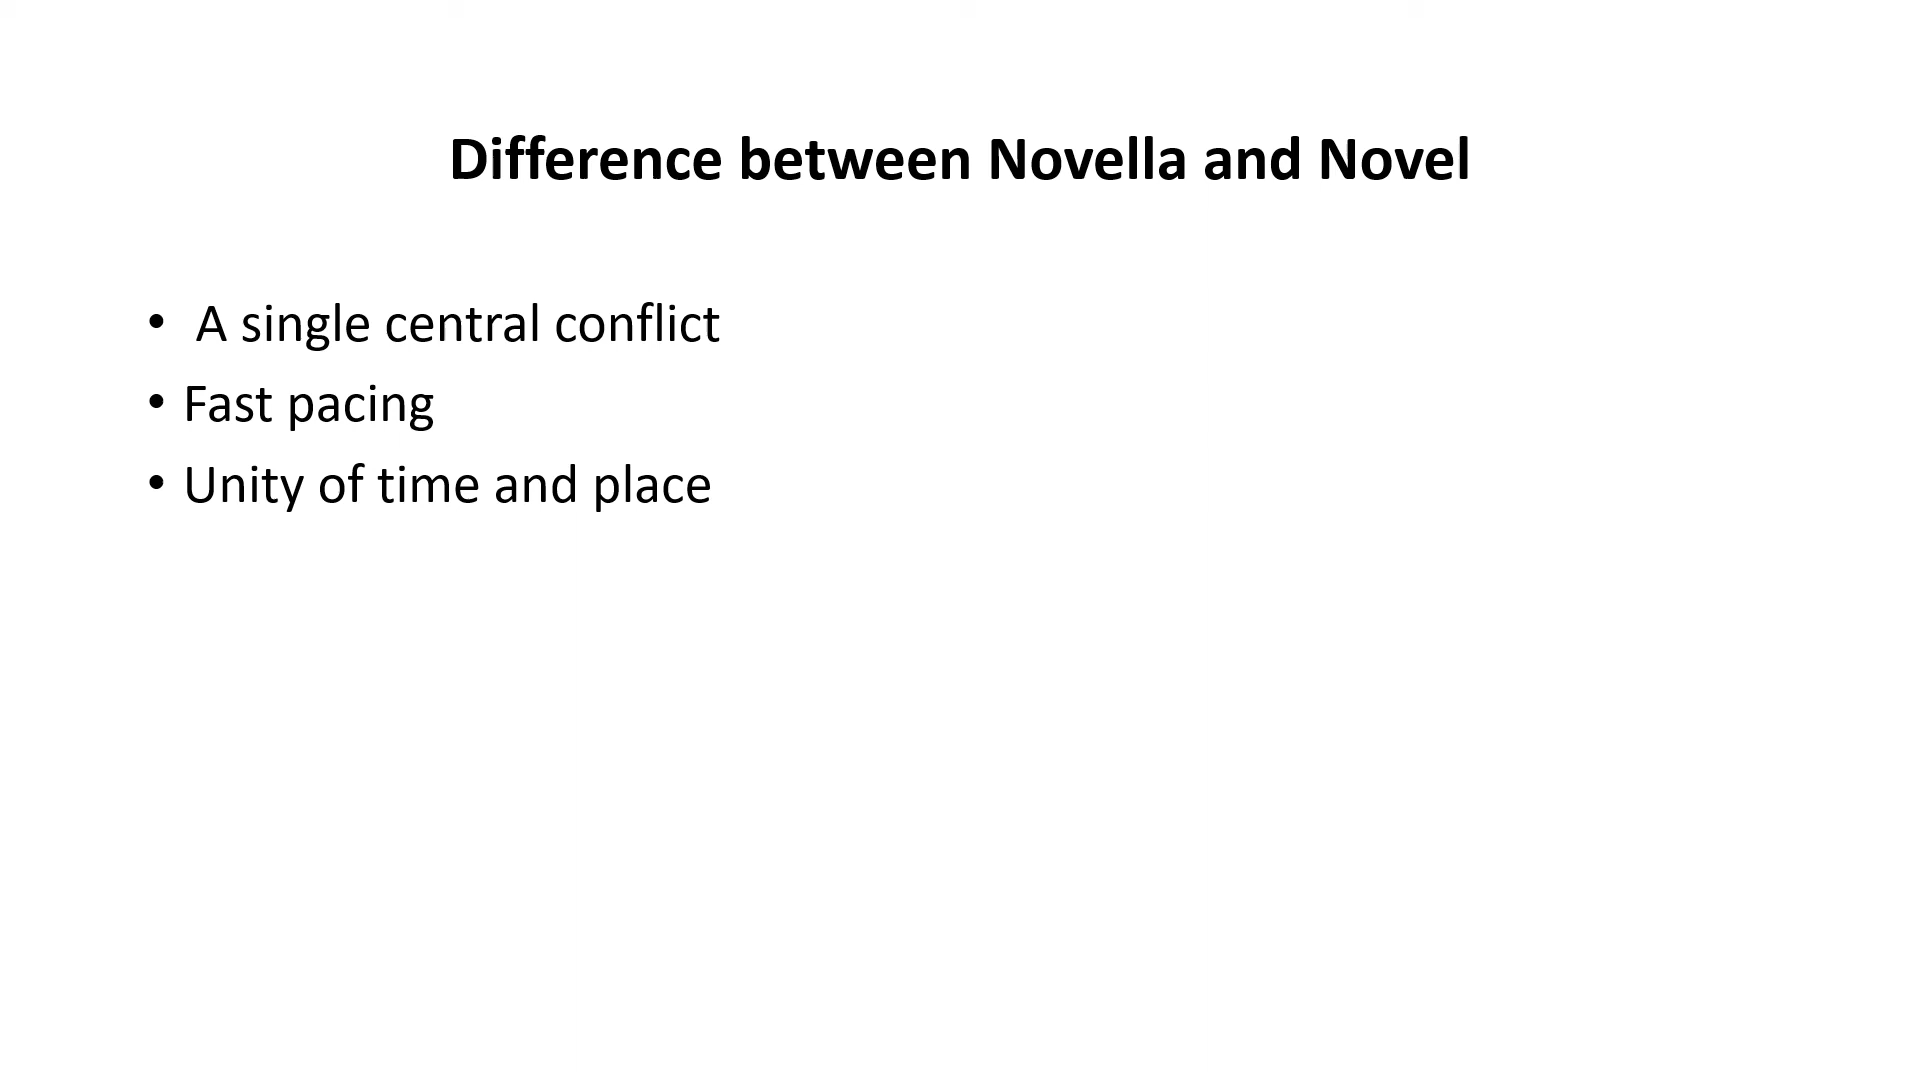 Difference between Novella and Novel
• A single central conflict
• Fast pacing
• Unity of time and place